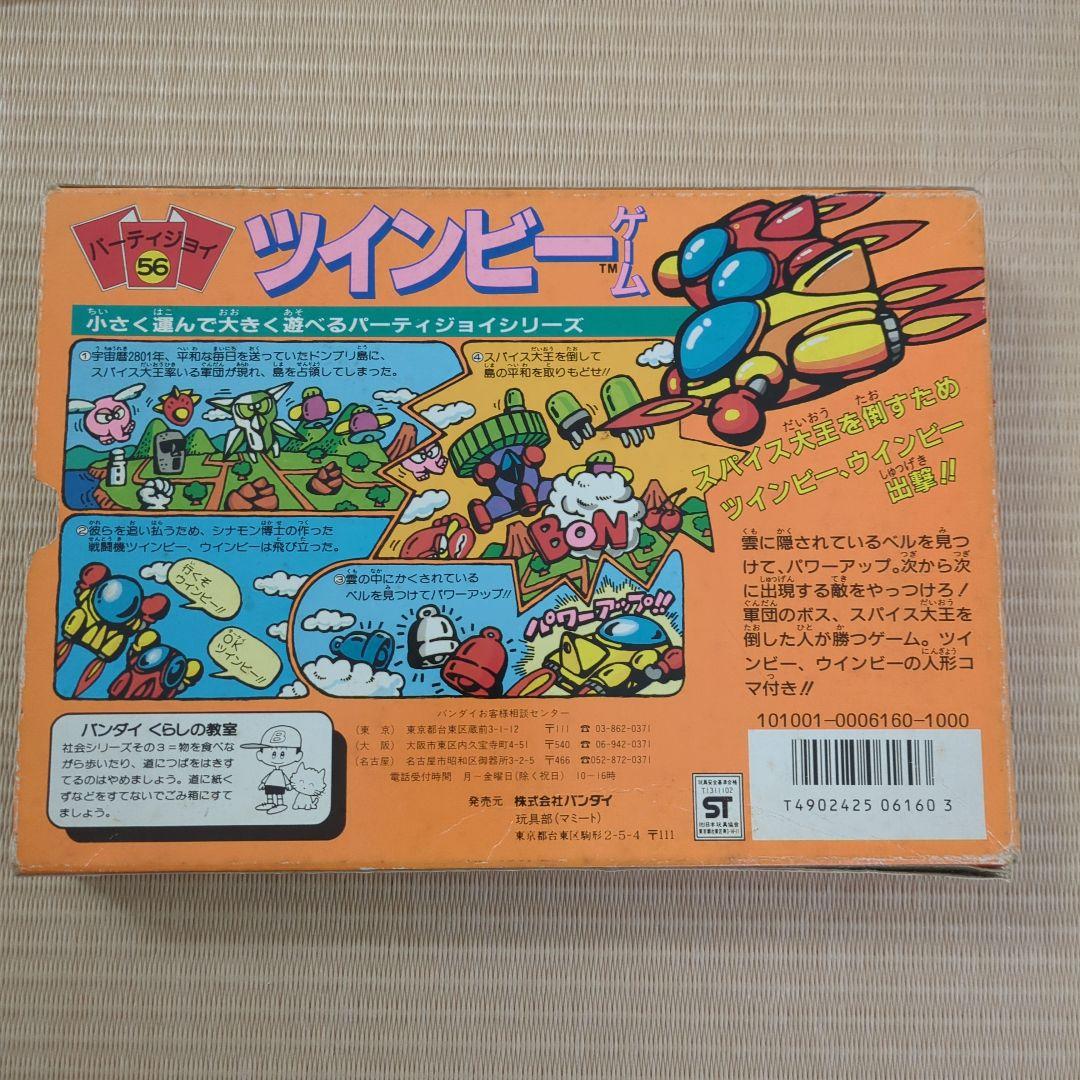 パーティジョイ
56
ツインビー
TM
ゲーム
小さく運んで大きく遊べるパーティジョイシリーズ
①宇宙暦2801年、平和な毎日を送っていたドンブリ島に、
スパイス大王率いる軍団が現れ、島を占領してしまった。
②彼らを追い払うため、シナモン博士の作った
戦闘機ツインビー、ウインビーは飛び立った。
行くぞ
ウインビー!!
OK
ツインビー!
③雲の中にかくされている
ベルを見つけてパワーアップ!!
パワーアップ!!
④スパイス大王を倒して
島の平和を取りもどせ!!
BON
スパイス大王を倒すため
ツインビー、ウインビー
出撃!!
雲に隠されているベルを見つ
けて、パワーアップ。次から次
に出現する敵をやっつけろ!
軍団のボス、スパイス大王を
倒した人が勝つゲーム。ツイ
ンビー、ウインビーの人形コ
マ付き!!
バンダイ くらしの教室
社会シリーズその3=物を食べな
がら歩いたり、道につばをはきす
てるのはやめましょう。道に紙く
ずなどをすてないでごみ箱にすて
ましょう。
B
バンダイお客様相談センター
(東 京) 東京都台東区蔵前3-1-12 〒111 ☎03-862-0371
(大 阪) 大阪市東区内久宝寺町4-51 〒540 ☎06-942-0371
(名古屋) 名古屋市昭和区御器所3-2-5 〒466 ☎052-872-0371
電話受付時間 月-金曜日(除く祝日) 10-16時
発売元 株式会社バンダイ
玩具部(マミート)
東京都台東区駒形2-5-4 〒111
101001-0006160-1000
玩具安全基準合格
T1311102
ST
(社)日本玩具協会
T4902425 06160 3